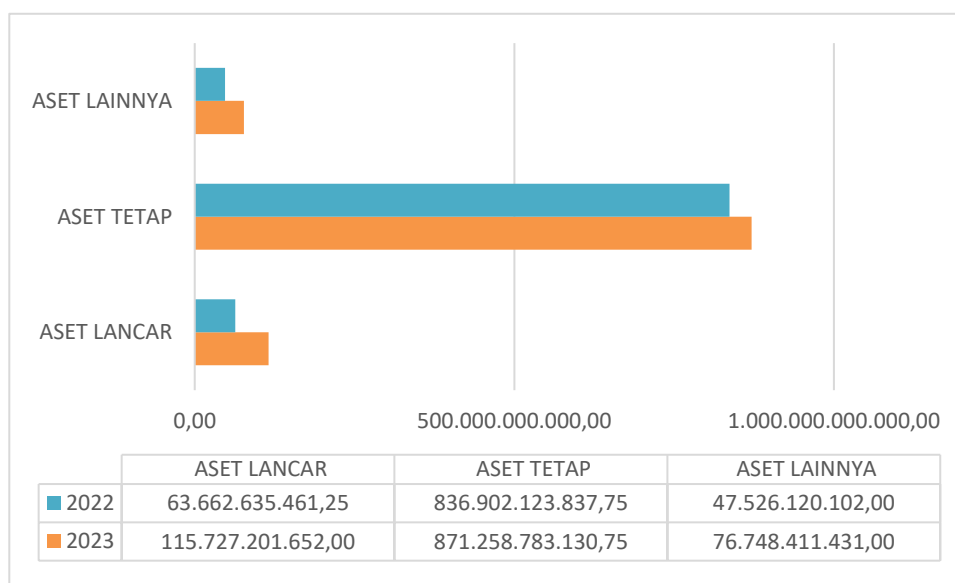 ASET LAINNYA
ASET TETAP
ASET LANCAR
0,00 500.000.000.000,00 1.000.000.000.000,00
ASET LANCAR ASET TETAP ASET LAINNYA
2022 63.662.635.461,25 836.902.123.837,75 47.526.120.102,00
2023 115.727.201.652,00 871.258.783.130,75 76.748.411.431,00